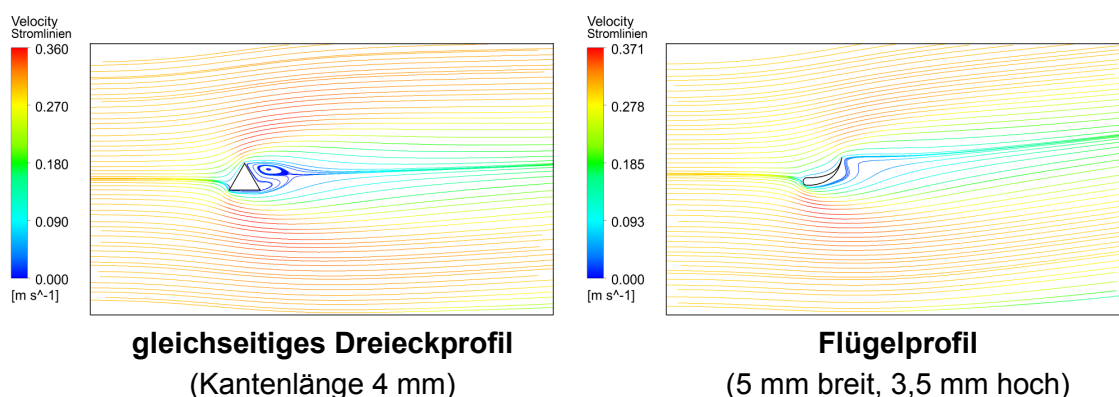 Velocity
Stromlinien
0.360
0.270
0.180
0.090
0.000
[m s^-1]
gleichseitiges Dreieckprofil
(Kantenlänge 4 mm)
Velocity
Stromlinien
0.371
0.278
0.185
0.093
0.000
[m s^-1]
Flügelprofil
(5 mm breit, 3,5 mm hoch)